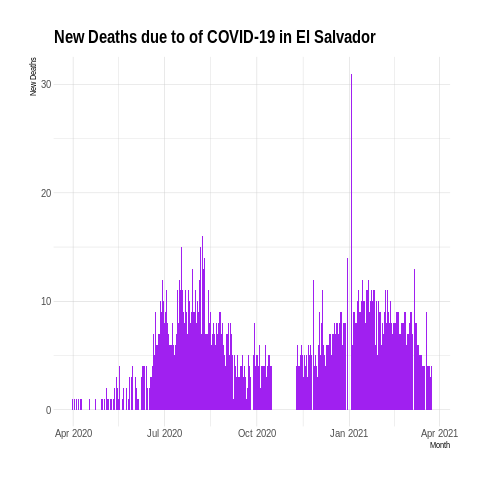 New Deaths due to of COVID-19 in El Salvador
New Deaths
30
20
10
0
Apr 2020 Jul 2020 Oct 2020 Jan 2021 Apr 2021
Month